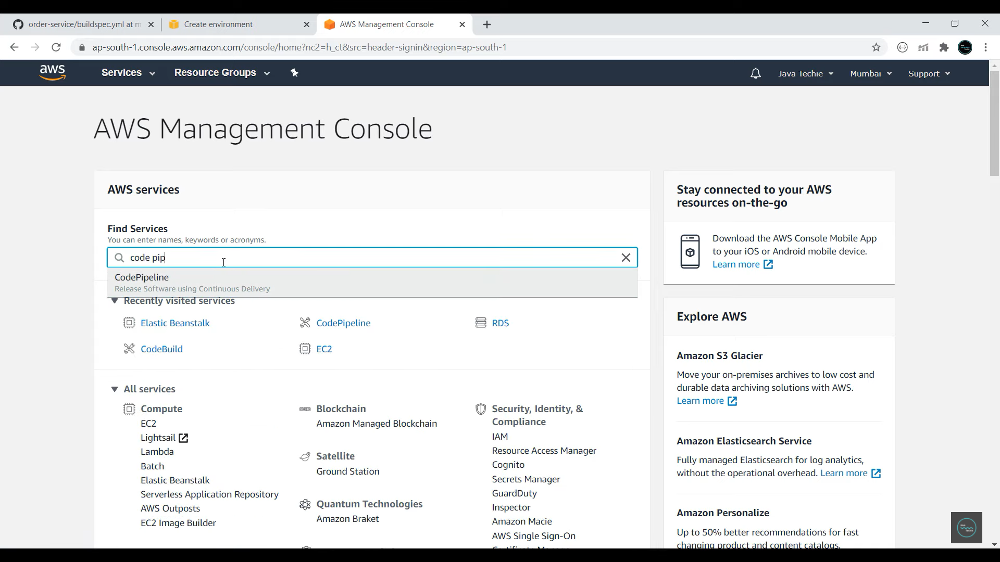 order-service/buildspec.yml at m
Create environment
AWS Management Console
ap-south-1.console.aws.amazon.com/console/home?nc2=h_ct&src=header-signin&region=ap-south-1
aws
Services
Resource Groups
Java Techie
Mumbai
Support
AWS Management Console
AWS services
Find Services
You can enter names, keywords or acronyms.
code pip
CodePipeline
Release Software using Continuous Delivery
Recently visited services
Elastic Beanstalk
CodePipeline
RDS
CodeBuild
EC2
All services
Compute
EC2
Lightsail
Lambda
Batch
Elastic Beanstalk
Serverless Application Repository
AWS Outposts
EC2 Image Builder
Blockchain
Amazon Managed Blockchain
Satellite
Ground Station
Quantum Technologies
Amazon Braket
Security, Identity, &
Compliance
IAM
Resource Access Manager
Cognito
Secrets Manager
GuardDuty
Inspector
Amazon Macie
AWS Single Sign-On
Stay connected to your AWS
resources on-the-go
Download the AWS Console Mobile App
to your iOS or Android mobile device.
Learn more
Explore AWS
Amazon S3 Glacier
Move your on-premises archives to low cost and
durable data archiving solutions with AWS.
Learn more
Amazon Elasticsearch Service
Fully managed Elasticsearch for log analytics,
without the operational overhead. Learn more
Amazon Personalize
Up to 50% better recommendations for fast
changing product and content catalogs.
Java
Techie